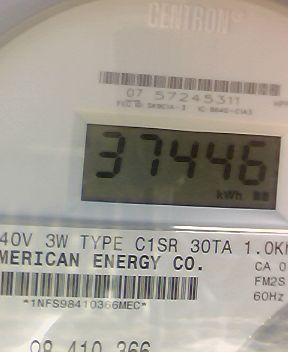 CENTRON
07 57245311
37446
kWh
40V 3W TYPE C1SR 30TA 1.0K
MERICAN ENERGY CO.
CA 0
FM2S
60Hz
*1NFS98410366MEC*
98 410 366